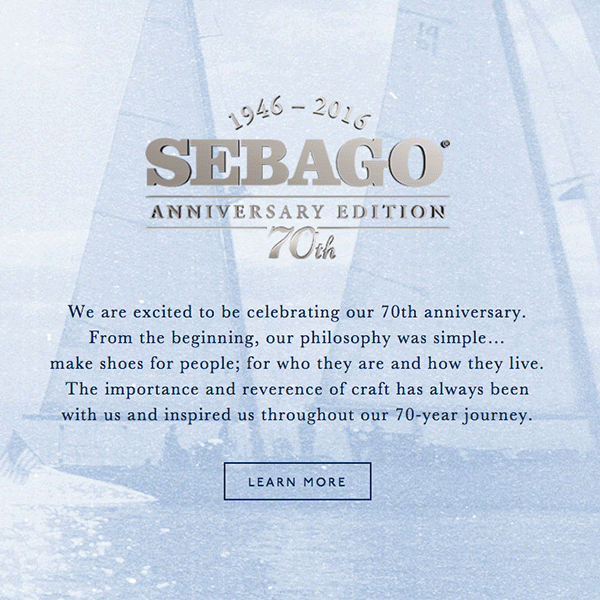 1946 – 2016
SEBAGO®
ANNIVERSARY EDITION
70th
We are excited to be celebrating our 70th anniversary.
From the beginning, our philosophy was simple...
make shoes for people; for who they are and how they live.
The importance and reverence of craft has always been
with us and inspired us throughout our 70-year journey.
LEARN MORE